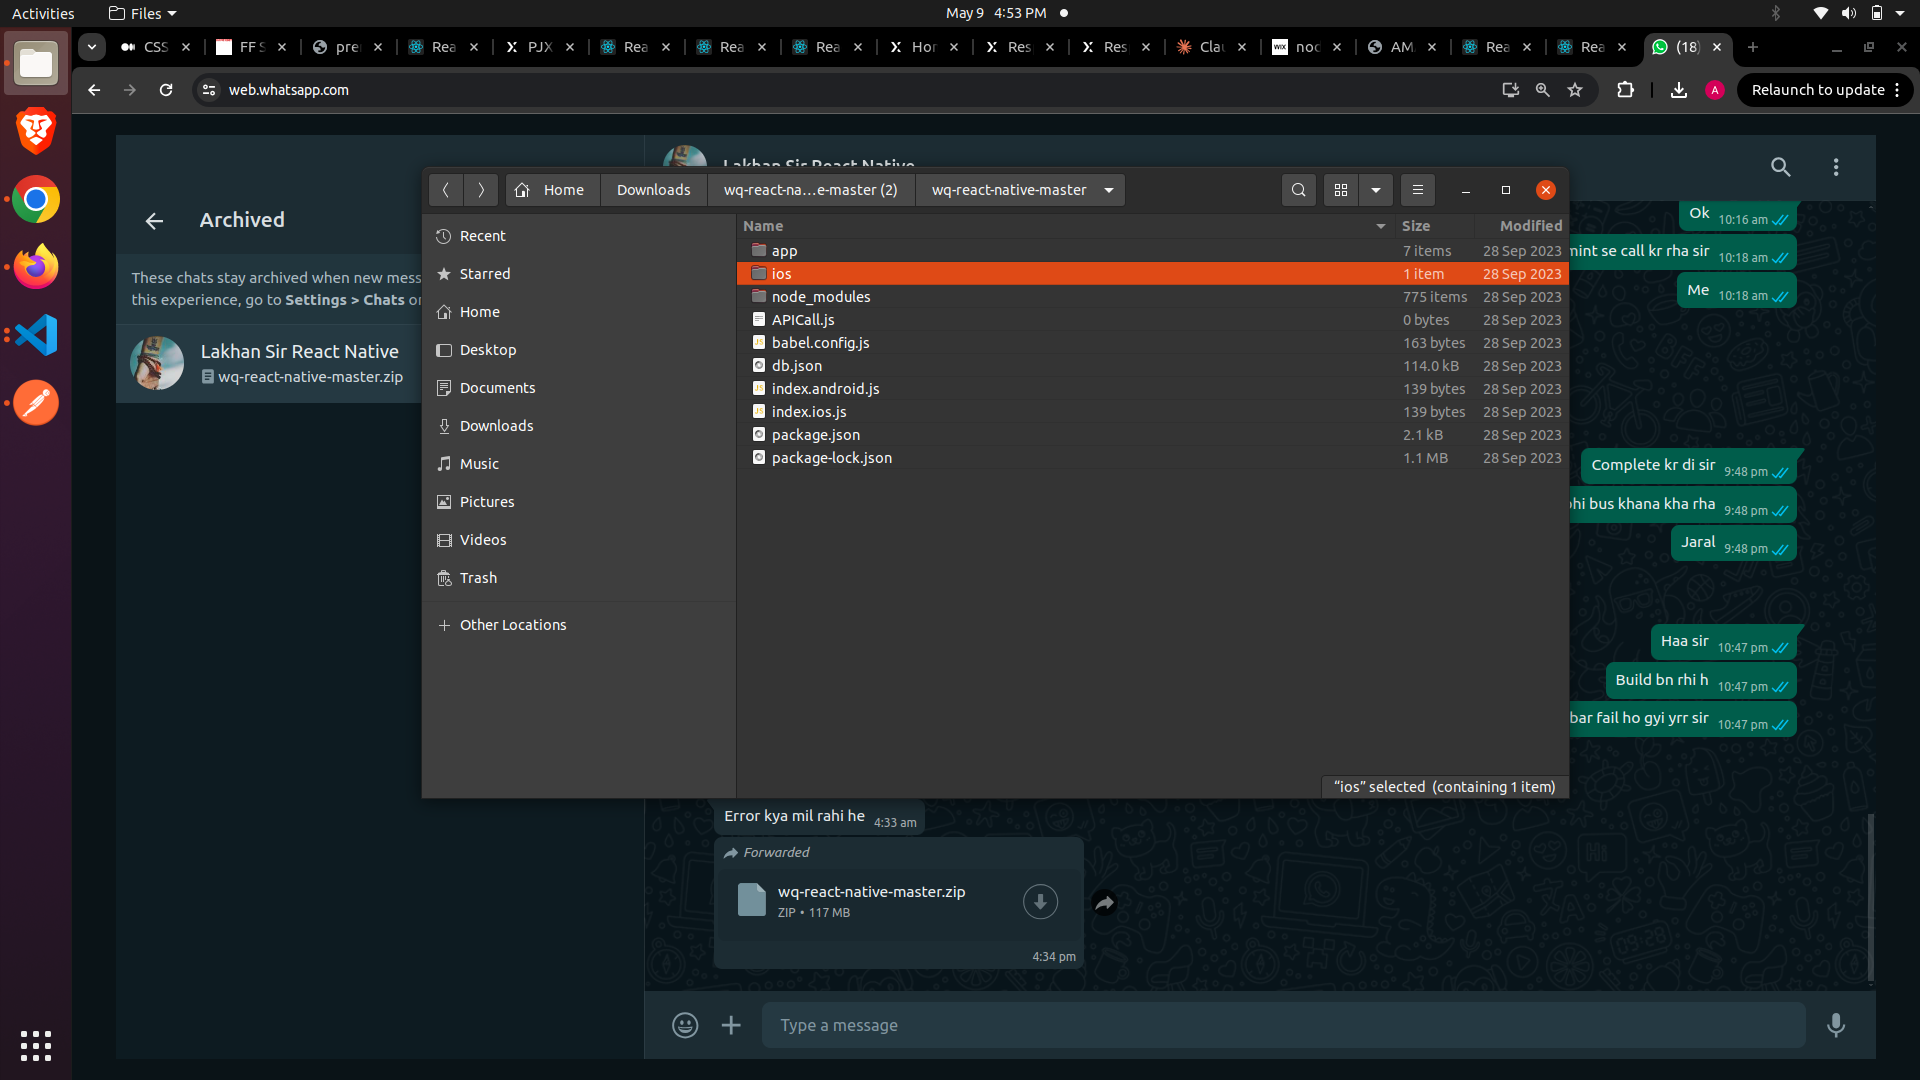 Activities Files May 9 4:53 PM
CSS FF S pre Rea PJX Rea Rea Rea Hor Resp Resp Clau nod AM Rea Rea (18)
web.whatsapp.com A Relaunch to update
Lakhan Sir React Native
Archived
These chats stay archived when new mess
this experience, go to Settings > Chats on
Lakhan Sir React Native
wq-react-native-master.zip
Home Downloads wq-react-na...e-master (2) wq-react-native-master
Recent
Starred
Home
Desktop
Documents
Downloads
Music
Pictures
Videos
Trash
Other Locations
Name Size Modified
app 7 items 28 Sep 2023
ios 1 item 28 Sep 2023
node_modules 775 items 28 Sep 2023
APICall.js 0 bytes 28 Sep 2023
babel.config.js 163 bytes 28 Sep 2023
db.json 114.0 kB 28 Sep 2023
index.android.js 139 bytes 28 Sep 2023
index.ios.js 139 bytes 28 Sep 2023
package.json 2.1 kB 28 Sep 2023
package-lock.json 1.1 MB 28 Sep 2023
“ios” selected (containing 1 item)
Ok 10:16 am
mint se call kr rha sir 10:18 am
Me 10:18 am
Complete kr di sir 9:48 pm
bhi bus khana kha rha 9:48 pm
Jaral 9:48 pm
Haa sir 10:47 pm
Build bn rhi h 10:47 pm
bar fail ho gyi yrr sir 10:47 pm
Error kya mil rahi he 4:33 am
Forwarded
wq-react-native-master.zip
ZIP • 117 MB
4:34 pm
Type a message